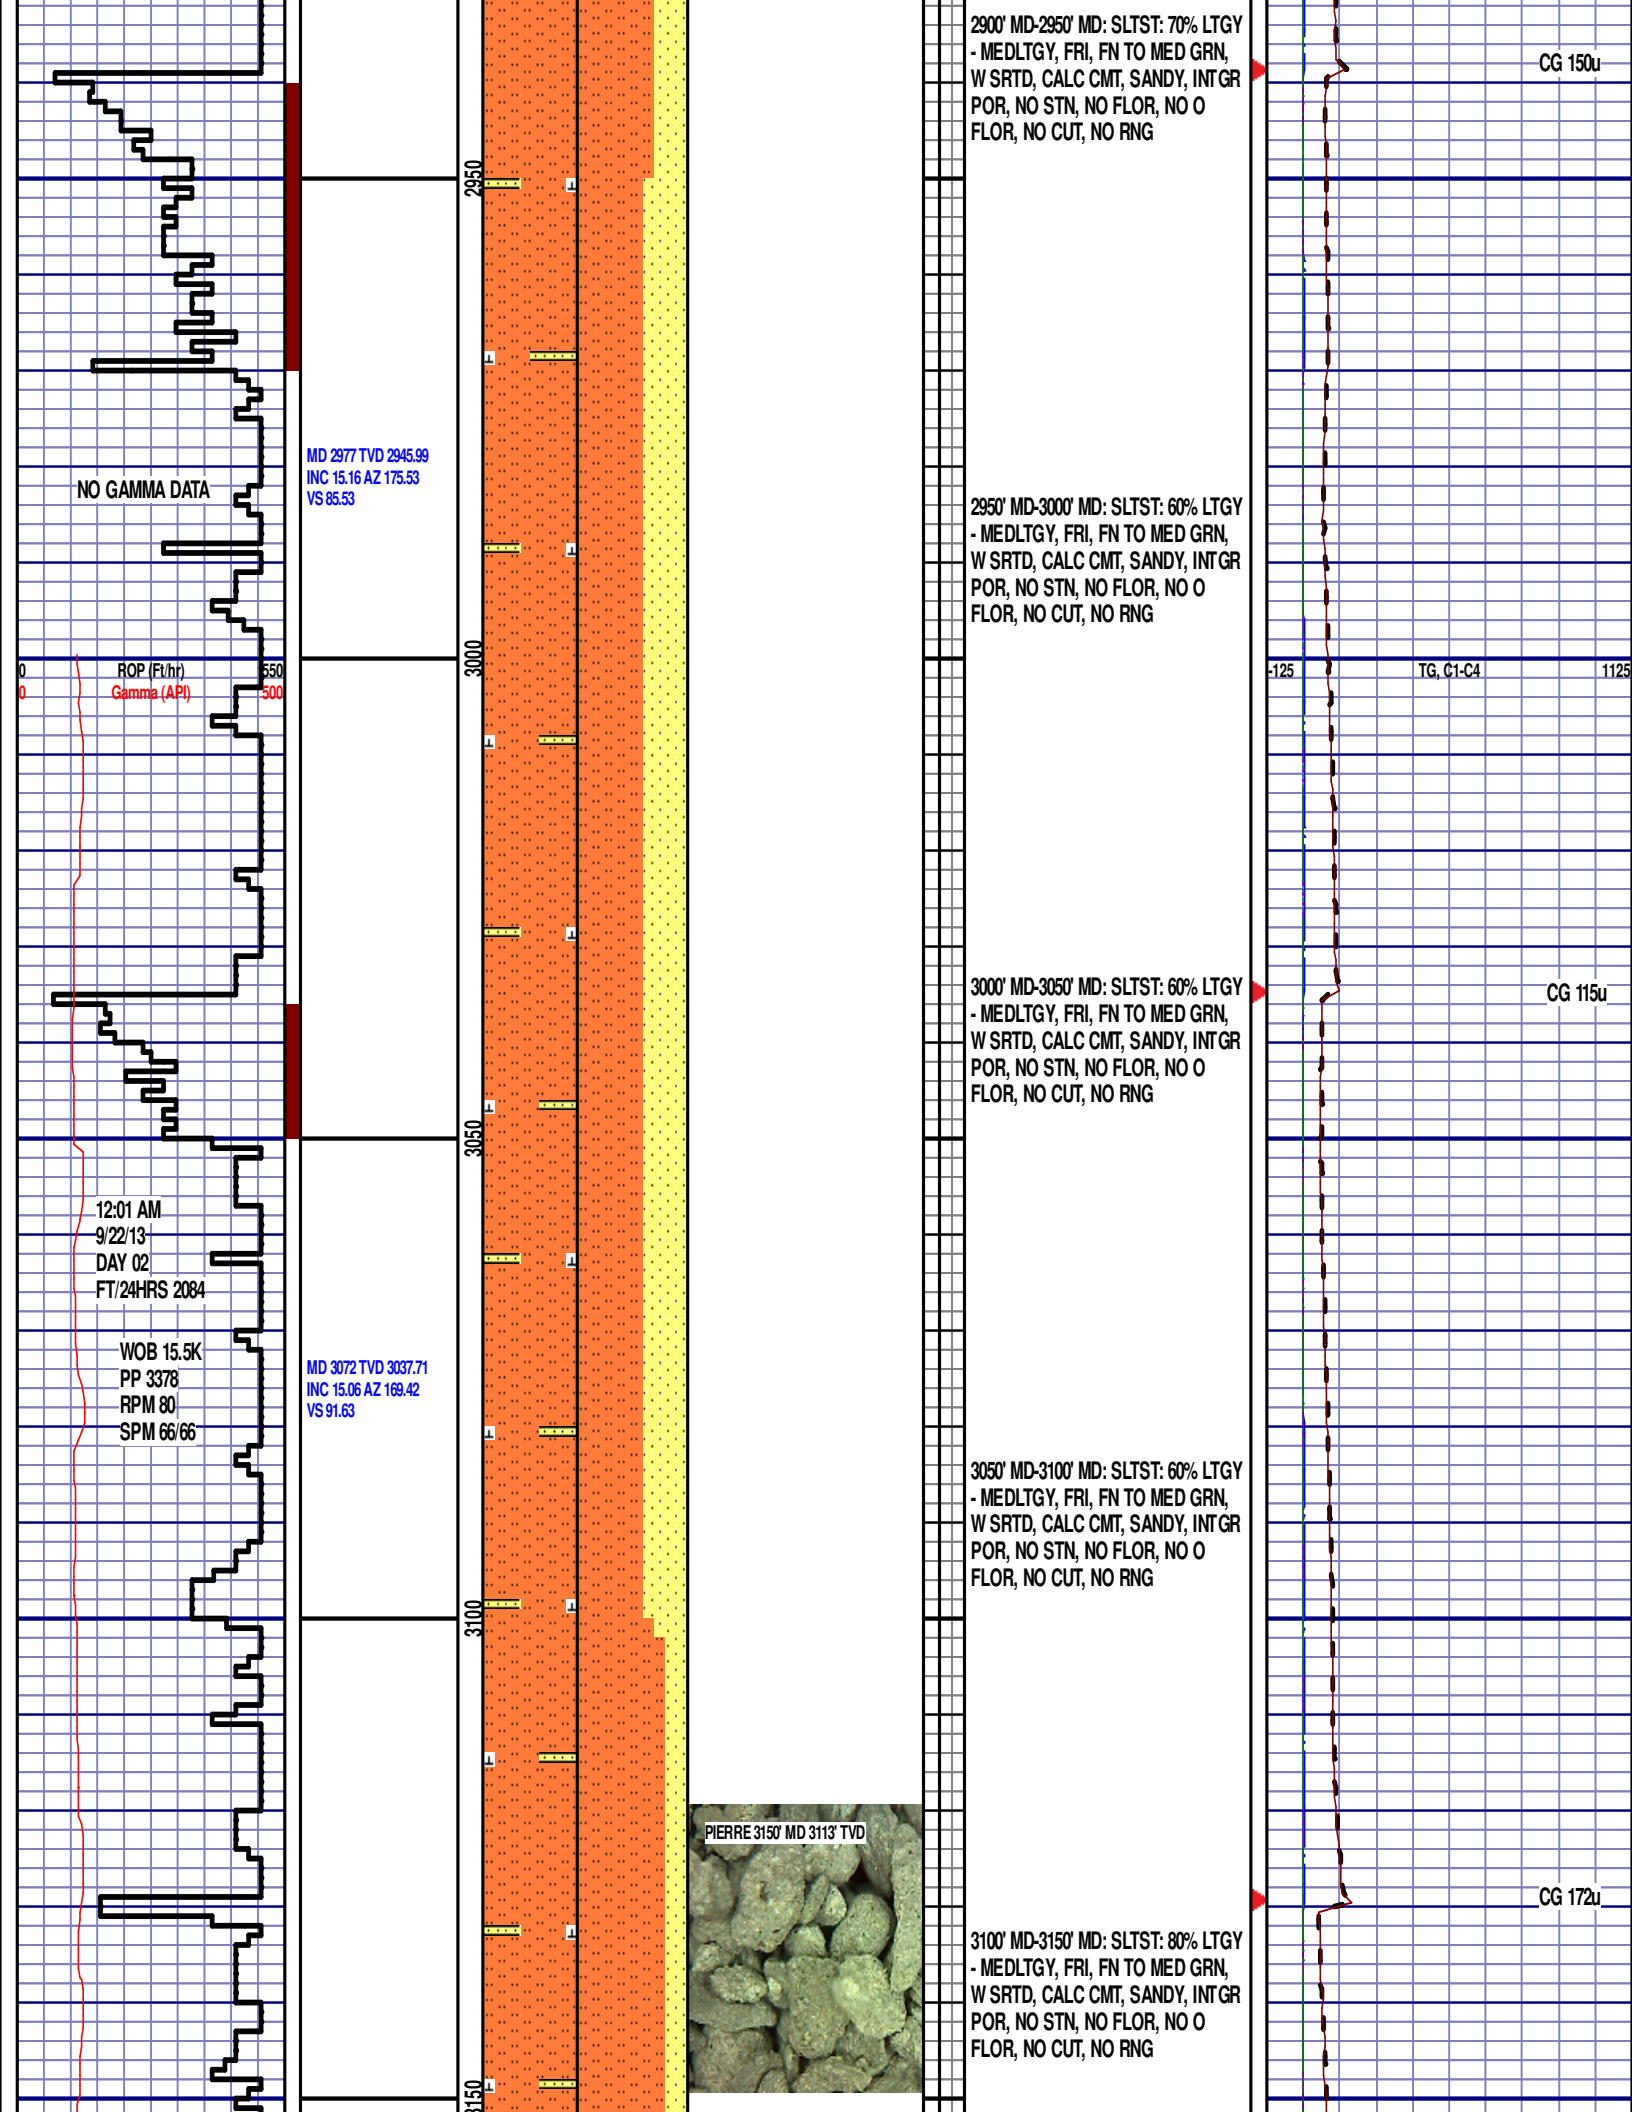 2900' MD-2950' MD: SLTST: 70% LTGY
- MEDLTGY, FRI, FN TO MED GRN,
W SRTD, CALC CMT, SANDY, INTGR
POR, NO STN, NO FLOR, NO O
FLOR, NO CUT, NO RNG
CG 150u
2950
MD 2977 TVD 2945.99
INC 15.16 AZ 175.53
VS 85.53
NO GAMMA DATA
2950' MD-3000' MD: SLTST: 60% LTGY
- MEDLTGY, FRI, FN TO MED GRN,
W SRTD, CALC CMT, SANDY, INTGR
POR, NO STN, NO FLOR, NO O
FLOR, NO CUT, NO RNG
3000
0 ROP (Ft/hr) 550
0 Gamma (API) 500
-125 TG, C1-C4 1125
3000' MD-3050' MD: SLTST: 60% LTGY
- MEDLTGY, FRI, FN TO MED GRN,
W SRTD, CALC CMT, SANDY, INTGR
POR, NO STN, NO FLOR, NO O
FLOR, NO CUT, NO RNG
CG 115u
3050
12:01 AM
9/22/13
DAY 02
FT/24HRS 2084
WOB 15.5K
PP 3378
RPM 80
SPM 66/66
MD 3072 TVD 3037.71
INC 15.06 AZ 169.42
VS 91.63
3050' MD-3100' MD: SLTST: 60% LTGY
- MEDLTGY, FRI, FN TO MED GRN,
W SRTD, CALC CMT, SANDY, INTGR
POR, NO STN, NO FLOR, NO O
FLOR, NO CUT, NO RNG
3100
PIERRE 3150' MD 3113' TVD
CG 172u
3100' MD-3150' MD: SLTST: 80% LTGY
- MEDLTGY, FRI, FN TO MED GRN,
W SRTD, CALC CMT, SANDY, INTGR
POR, NO STN, NO FLOR, NO O
FLOR, NO CUT, NO RNG
3150